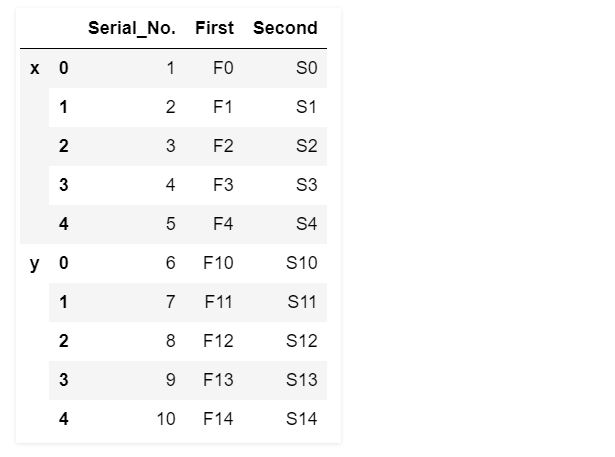 Serial_No. First Second
x 0 1 F0 S0
1 2 F1 S1
2 3 F2 S2
3 4 F3 S3
4 5 F4 S4
y 0 6 F10 S10
1 7 F11 S11
2 8 F12 S12
3 9 F13 S13
4 10 F14 S14